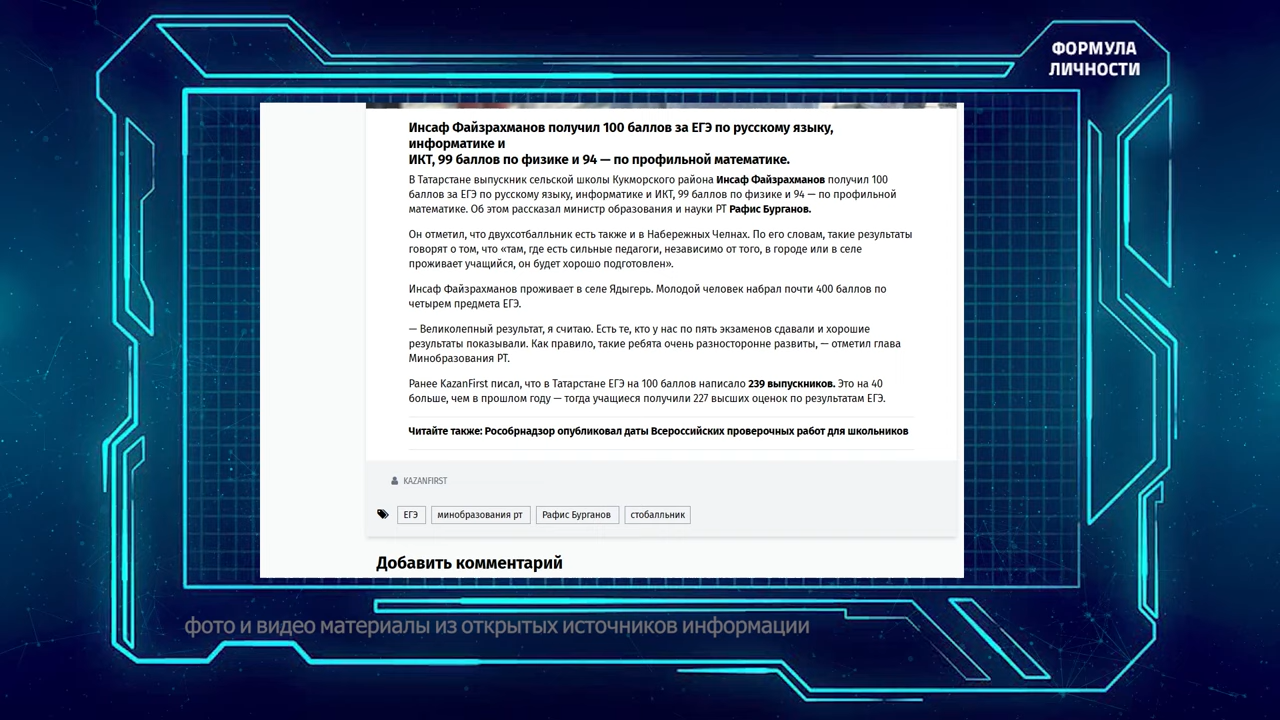 ФОРМУЛА
ЛИЧНОСТИ
Инсаф Файзрахманов получил 100 баллов за ЕГЭ по русскому языку,
информатике и
ИКТ, 99 баллов по физике и 94 — по профильной математике.
В Татарстане выпускник сельской школы Кукморского района Инсаф Файзрахманов получил 100
баллов за ЕГЭ по русскому языку, информатике и ИКТ, 99 баллов по физике и 94 — по профильной
математике. Об этом рассказал министр образования и науки РТ Рафис Бурганов.
Он отметил, что двухсотбалльник есть также и в Набережных Челнах. По его словам, такие результаты
говорят о том, что «там, где есть сильные педагоги, независимо от того, в городе или в селе
проживает учащийся, он будет хорошо подготовлен».
Инсаф Файзрахманов проживает в селе Ядыгерь. Молодой человек набрал почти 400 баллов по
четырем предмета ЕГЭ.
— Великолепный результат, я считаю. Есть те, кто у нас по пять экзаменов сдавали и хорошие
результаты показывали. Как правило, такие ребята очень разносторонне развиты, — отметил глава
Минобразования РТ.
Ранее KazanFirst писал, что в Татарстане ЕГЭ на 100 баллов написало 239 выпускников. Это на 40
больше, чем в прошлом году — тогда учащиеся получили 227 высших оценок по результатам ЕГЭ.
Читайте также: Рособрнадзор опубликовал даты Всероссийских проверочных работ для школьников
KAZANFIRST
ЕГЭ минобразования рт Рафис Бурганов стобалльник
Добавить комментарий
фото и видео материалы из открытых источников информации